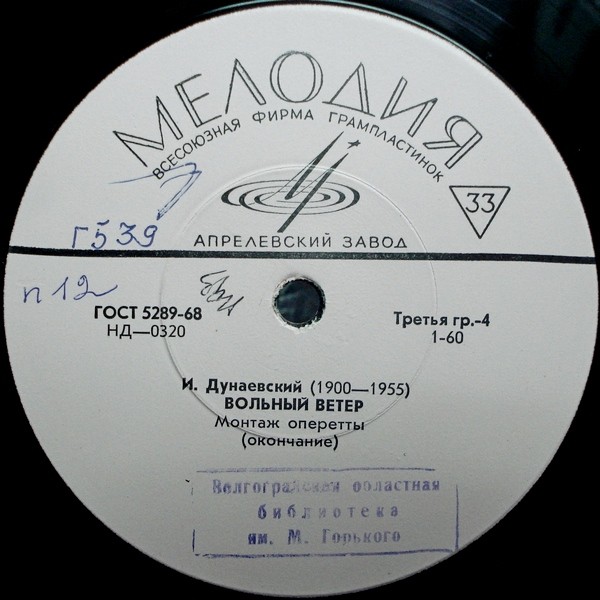 МЕЛОДИЯ
ВСЕСОЮЗНАЯ ФИРМА ГРАМПЛАСТИНОК
33
АПРЕЛЕВСКИЙ ЗАВОД
Г539
п 12
ГОСТ 5289-68
НД—0320
Третья гр.-4
1-60
И. Дунаевский (1900—1955)
ВОЛЬНЫЙ ВЕТЕР
Монтаж оперетты
(окончание)
Волгоградская областная
библиотека
им. М. Горького